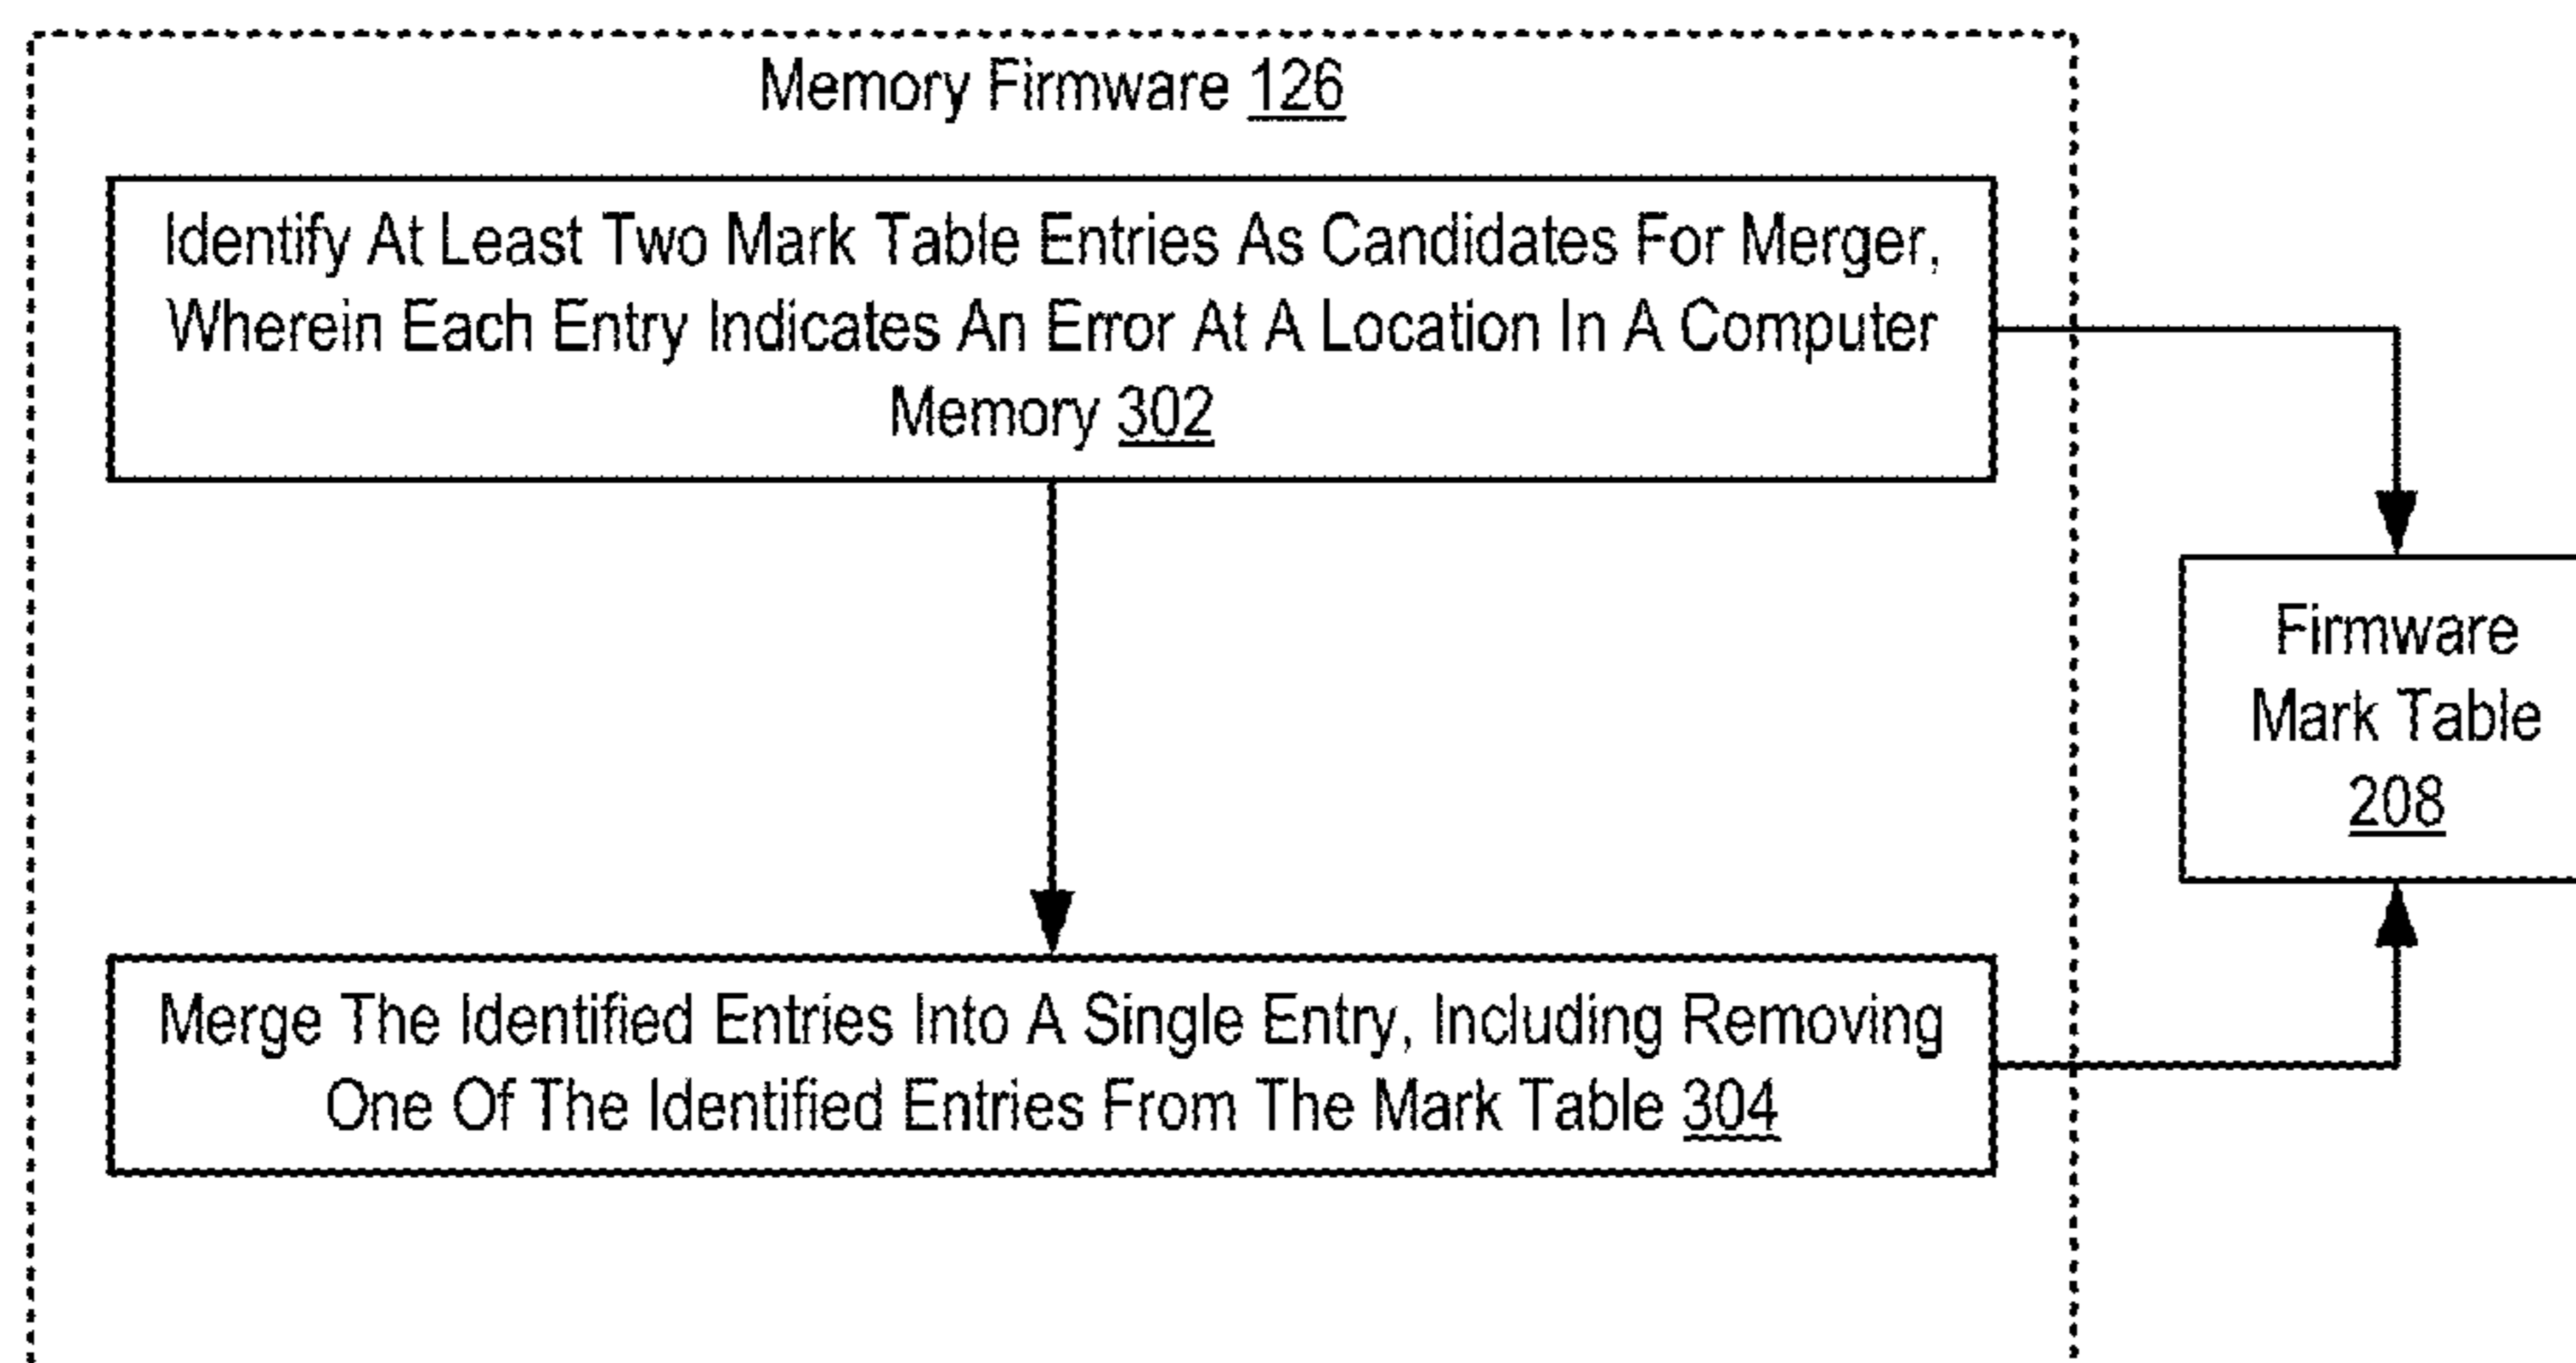 Memory Firmware 126
Identify At Least Two Mark Table Entries As Candidates For Merger,
Wherein Each Entry Indicates An Error At A Location In A Computer
Memory 302
Firmware
Mark Table
208
Merge The Identified Entries Into A Single Entry, Including Removing
One Of The Identified Entries From The Mark Table 304